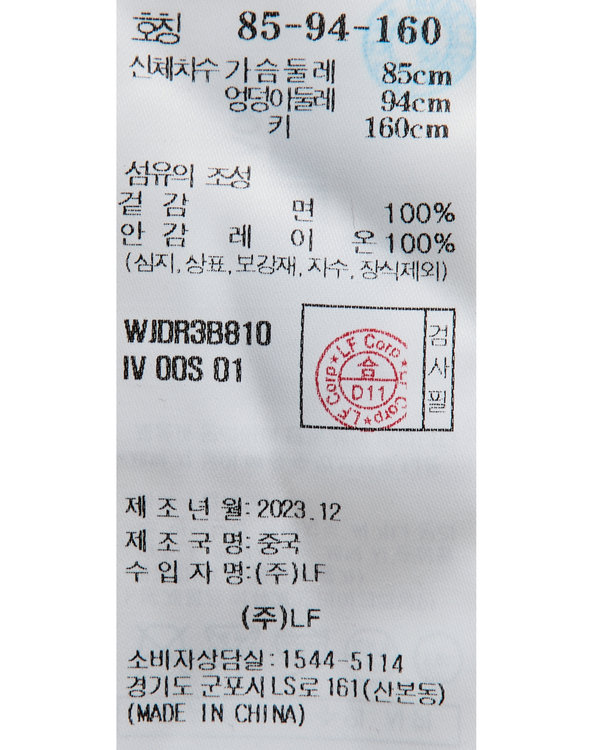 호칭 85-94-160
신체치수 가슴둘레 85cm
엉덩이둘레 94cm
키 160cm
섬유의 조성
겉감 면 100%
안감 레이온 100%
(심지,상표,보강재,자수,장식제외)
WJDR3B810
IV 00S 01
검사필
LF Corp ★ LF Corp ★ LF Corp ★
合
D11
제조년월: 2023.12
제조국명: 중국
수입자명:(주)LF
(주)LF
소비자상담실:1544-5114
경기도 군포시 LS로 161(산본동)
(MADE IN CHINA)